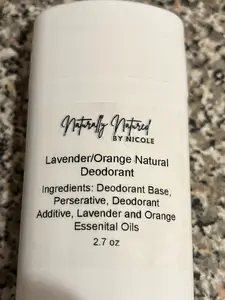 Naturally Natured
BY NICOLE
Lavender/Orange Natural
Deodorant
Ingredients: Deodorant Base,
Perserative, Deodorant
Additive, Lavender and Orange
Essenital Oils
2.7 oz